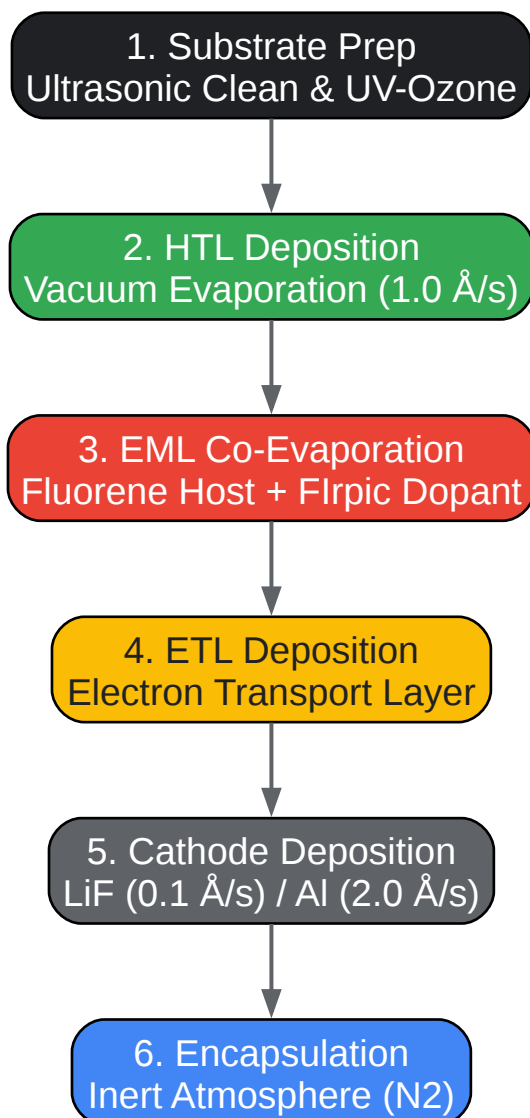 1. Substrate Prep
Ultrasonic Clean & UV-Ozone
2. HTL Deposition
Vacuum Evaporation (1.0 Å/s)
3. EML Co-Evaporation
Fluorene Host + FIrpic Dopant
4. ETL Deposition
Electron Transport Layer
5. Cathode Deposition
LiF (0.1 Å/s) / Al (2.0 Å/s)
6. Encapsulation
Inert Atmosphere (N2)